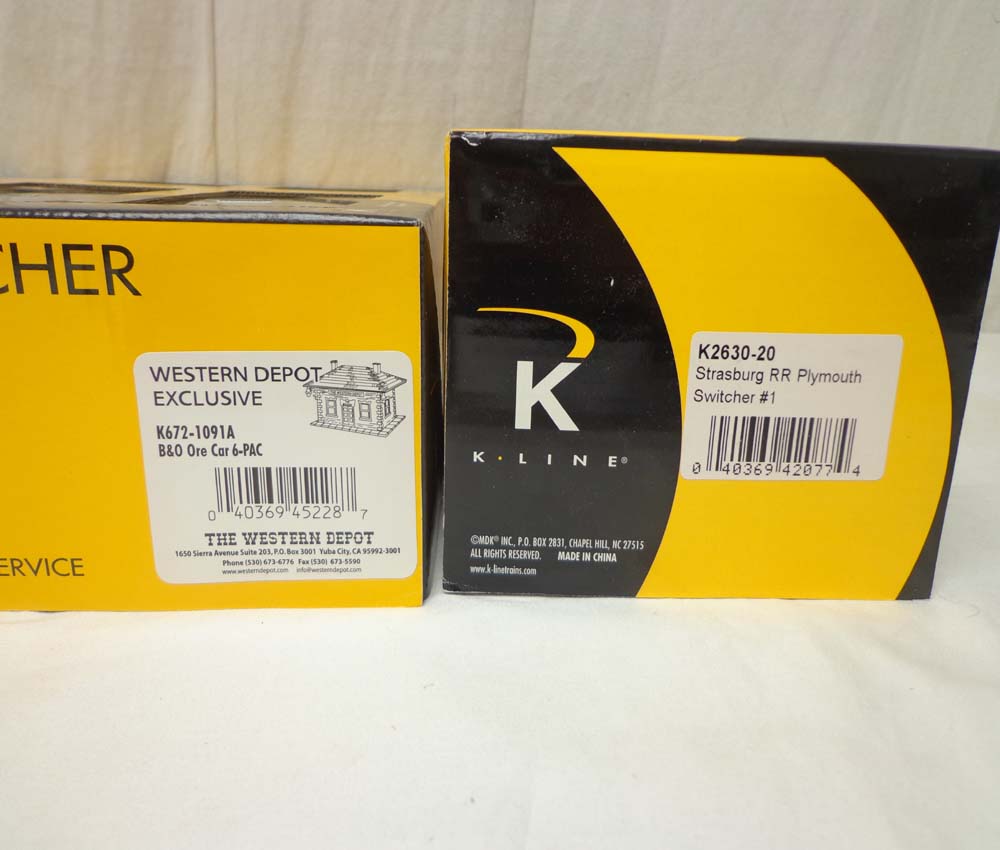 CHER
WESTERN DEPOT
EXCLUSIVE
K672-1091A
B&O Ore Car 6-PAC
0 40369 45228 7
THE WESTERN DEPOT
1650 Sierra Avenue Suite 203, P.O. Box 3001 Yuba City, CA 95992-3001
Phone (530) 673-6776 Fax (530) 673-5590
www.westerndepot.com info@westerndepot.com
ERVICE
K
K·LINE®
©MDK® INC., P.O. BOX 2831, CHAPEL HILL, NC 27515
ALL RIGHTS RESERVED. MADE IN CHINA
www.k-linetrains.com
K2630-20
Strasburg RR Plymouth
Switcher #1
0 40369 42077 4